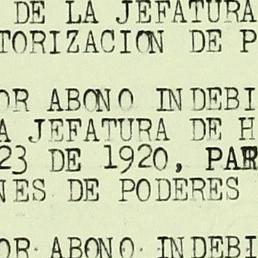 DE LA JEFATURA
TORIZACION DE P
OR ABONO INDEBI
A JEFATURA DE H
23 DE 1920, PAR
NES DE PODERES
OR ABONO INDEBI